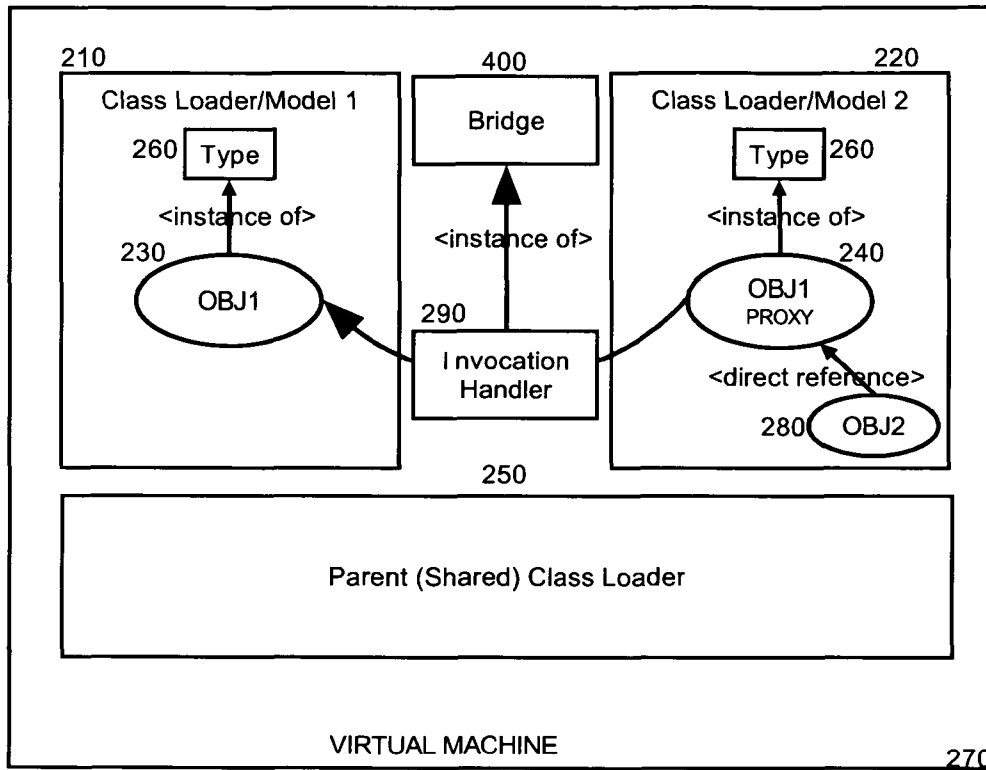 210
400
220
Class Loader/Model 1
Bridge
Class Loader/Model 2
260
Type
Type
260
<instance of>
<instance of>
<instance of>
230
240
OBJ1
OBJ1
PROXY
290
Invocation
Handler
<direct reference>
280
OBJ2
250
Parent (Shared) Class Loader
VIRTUAL MACHINE
270